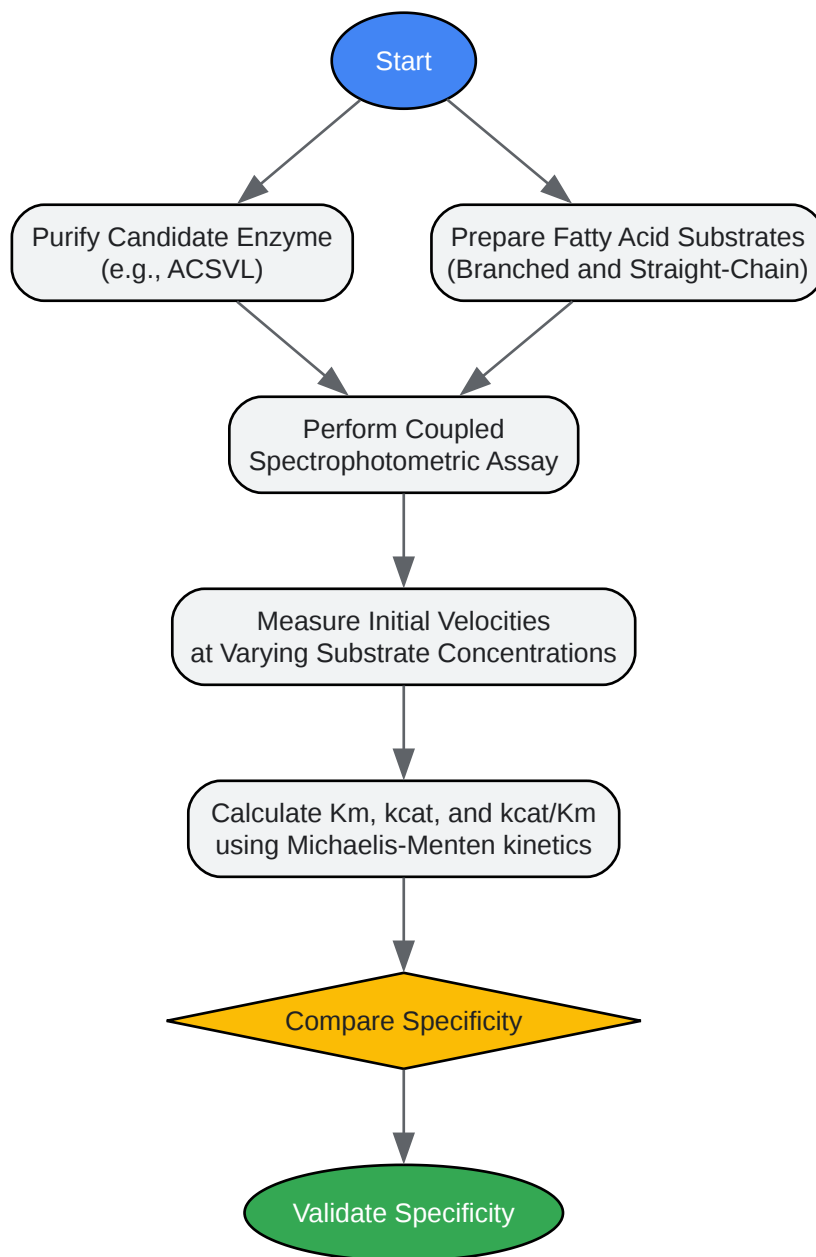 Start
Purify Candidate Enzyme
(e.g., ACSVL)
Prepare Fatty Acid Substrates
(Branched and Straight-Chain)
Perform Coupled
Spectrophotometric Assay
Measure Initial Velocities
at Varying Substrate Concentrations
Calculate Km, kcat, and kcat/Km
using Michaelis-Menten kinetics
Compare Specificity
Validate Specificity